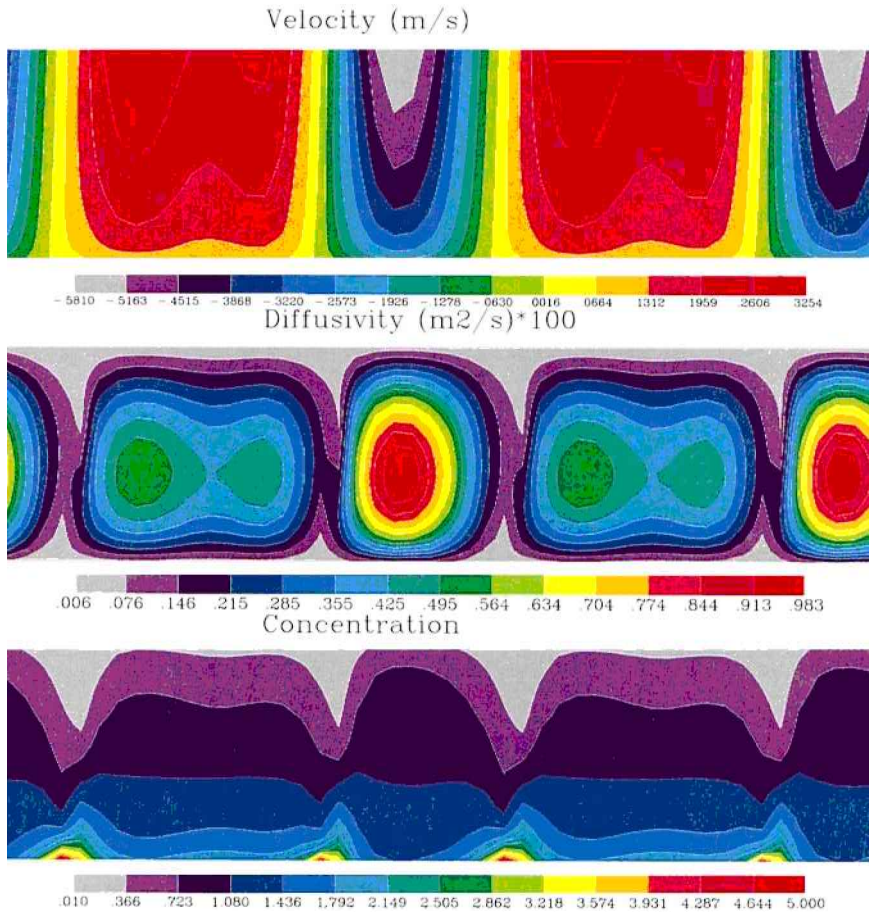 Velocity (m/s)
-.5810 -.5163 -.4515 -.3868 -.3220 -.2573 -.1926 -.1278 -.0630 .0016 .0664 .1312 .1959 .2606 .3254
Diffusivity (m2/s)*100
.006 .076 .146 .215 .285 .355 .425 .495 .564 .634 .704 .774 .844 .913 .983
Concentration
.010 .366 .723 1.080 1.436 1.792 2.149 2.505 2.862 3.218 3.574 3.931 4.287 4.644 5.000